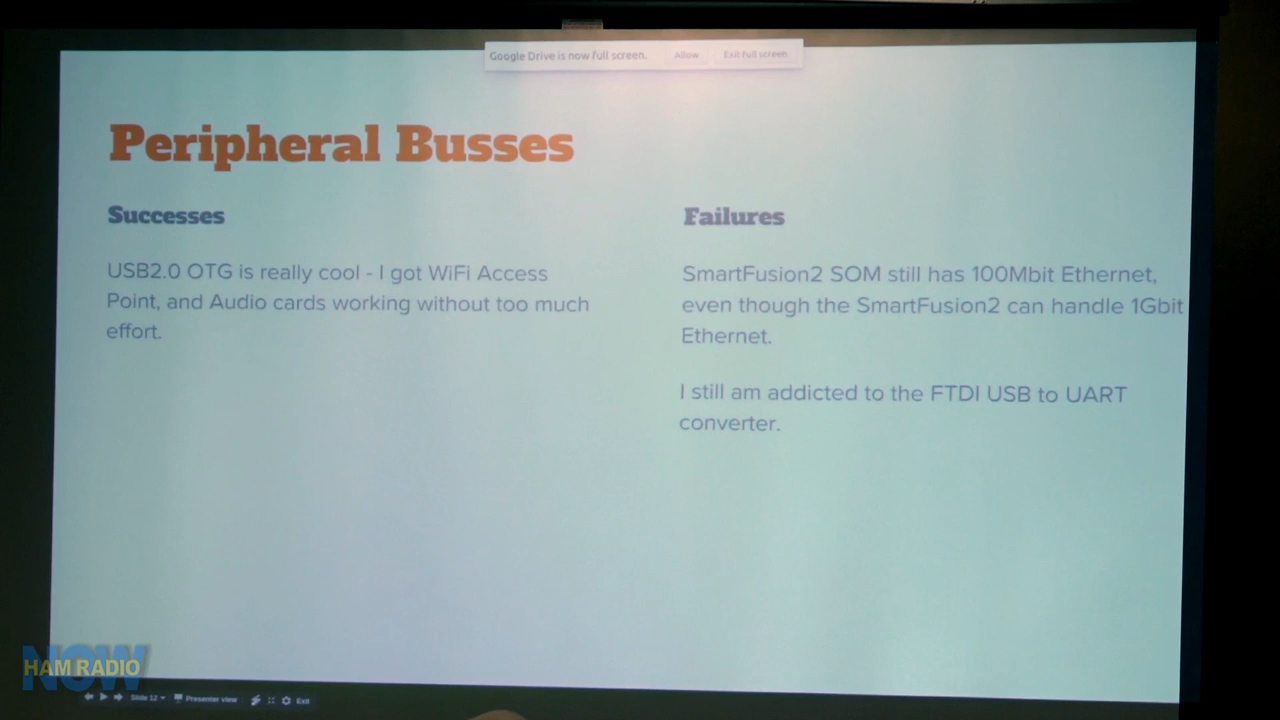 Google Drive is now full screen. Allow Exit full screen
Peripheral Busses
Successes
USB2.0 OTG is really cool - I got WiFi Access
Point, and Audio cards working without too much
effort.
Failures
SmartFusion2 SOM still has 100Mbit Ethernet,
even though the SmartFusion2 can handle 1Gbit
Ethernet.
I still am addicted to the FTDI USB to UART
converter.
NOW
HAM RADIO
Slide 12 Presenter view Exit